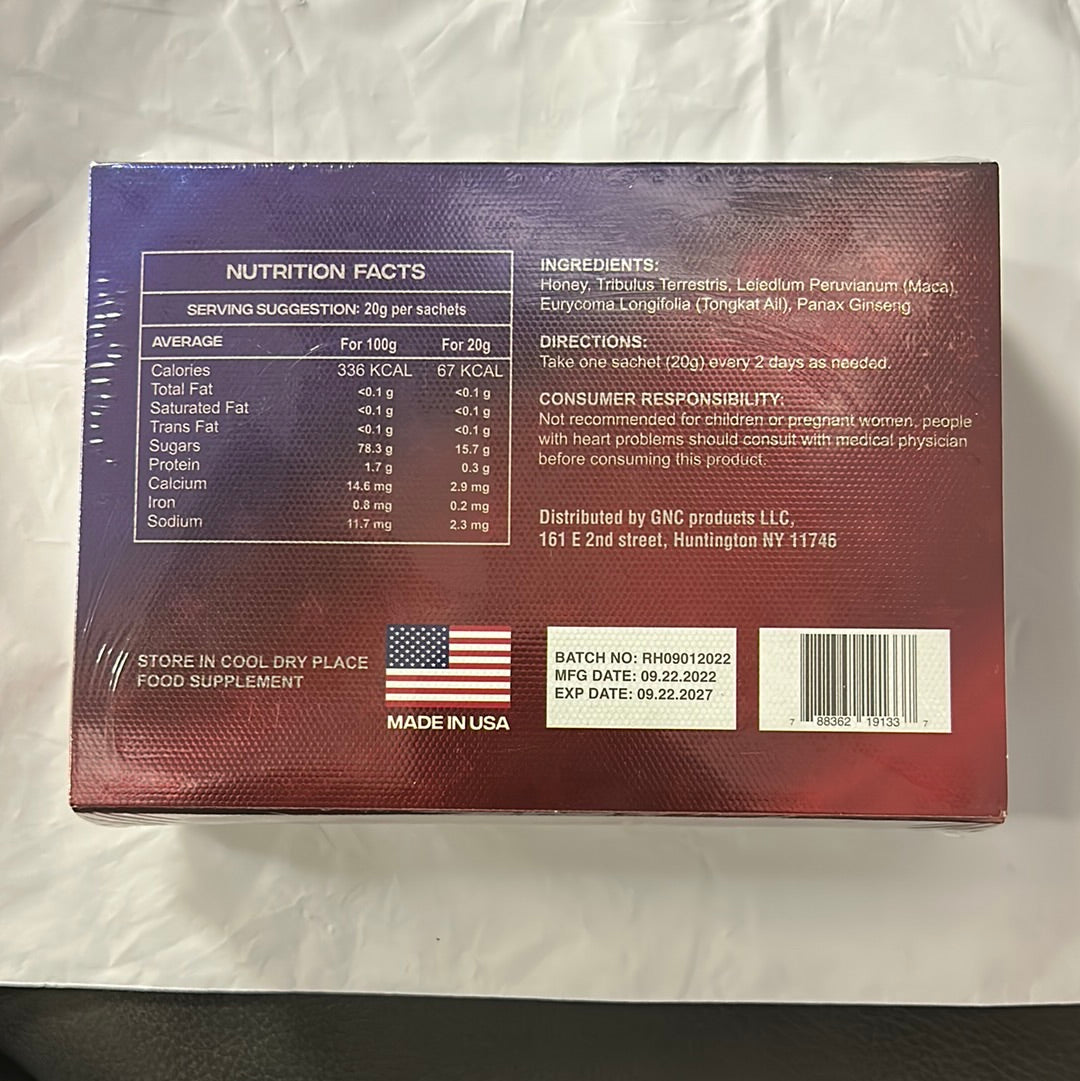 NUTRITION FACTS
SERVING SUGGESTION: 20g per sachets
AVERAGE For 100g For 20g
Calories 336 KCAL 67 KCAL
Total Fat <0.1 g <0.1 g
Saturated Fat <0.1 g <0.1 g
Trans Fat <0.1 g <0.1 g
Sugars 78.3 g 15.7 g
Protein 1.7 g 0.3 g
Calcium 14.6 mg 2.9 mg
Iron 0.8 mg 0.2 mg
Sodium 11.7 mg 2.3 mg
INGREDIENTS:
Honey, Tribulus Terrestris, Leiedlum Peruvianum (Maca),
Eurycoma Longifolia (Tongkat Ail), Panax Ginseng
DIRECTIONS:
Take one sachet (20g) every 2 days as needed.
CONSUMER RESPONSIBILITY:
Not recommended for children or pregnant women, people
with heart problems should consult with medical physician
before consuming this product.
Distributed by GNC products LLC,
161 E 2nd street, Huntington NY 11746
STORE IN COOL DRY PLACE
FOOD SUPPLEMENT
MADE IN USA
BATCH NO: RH09012022
MFG DATE: 09.22.2022
EXP DATE: 09.22.2027
7 88362 19133 7